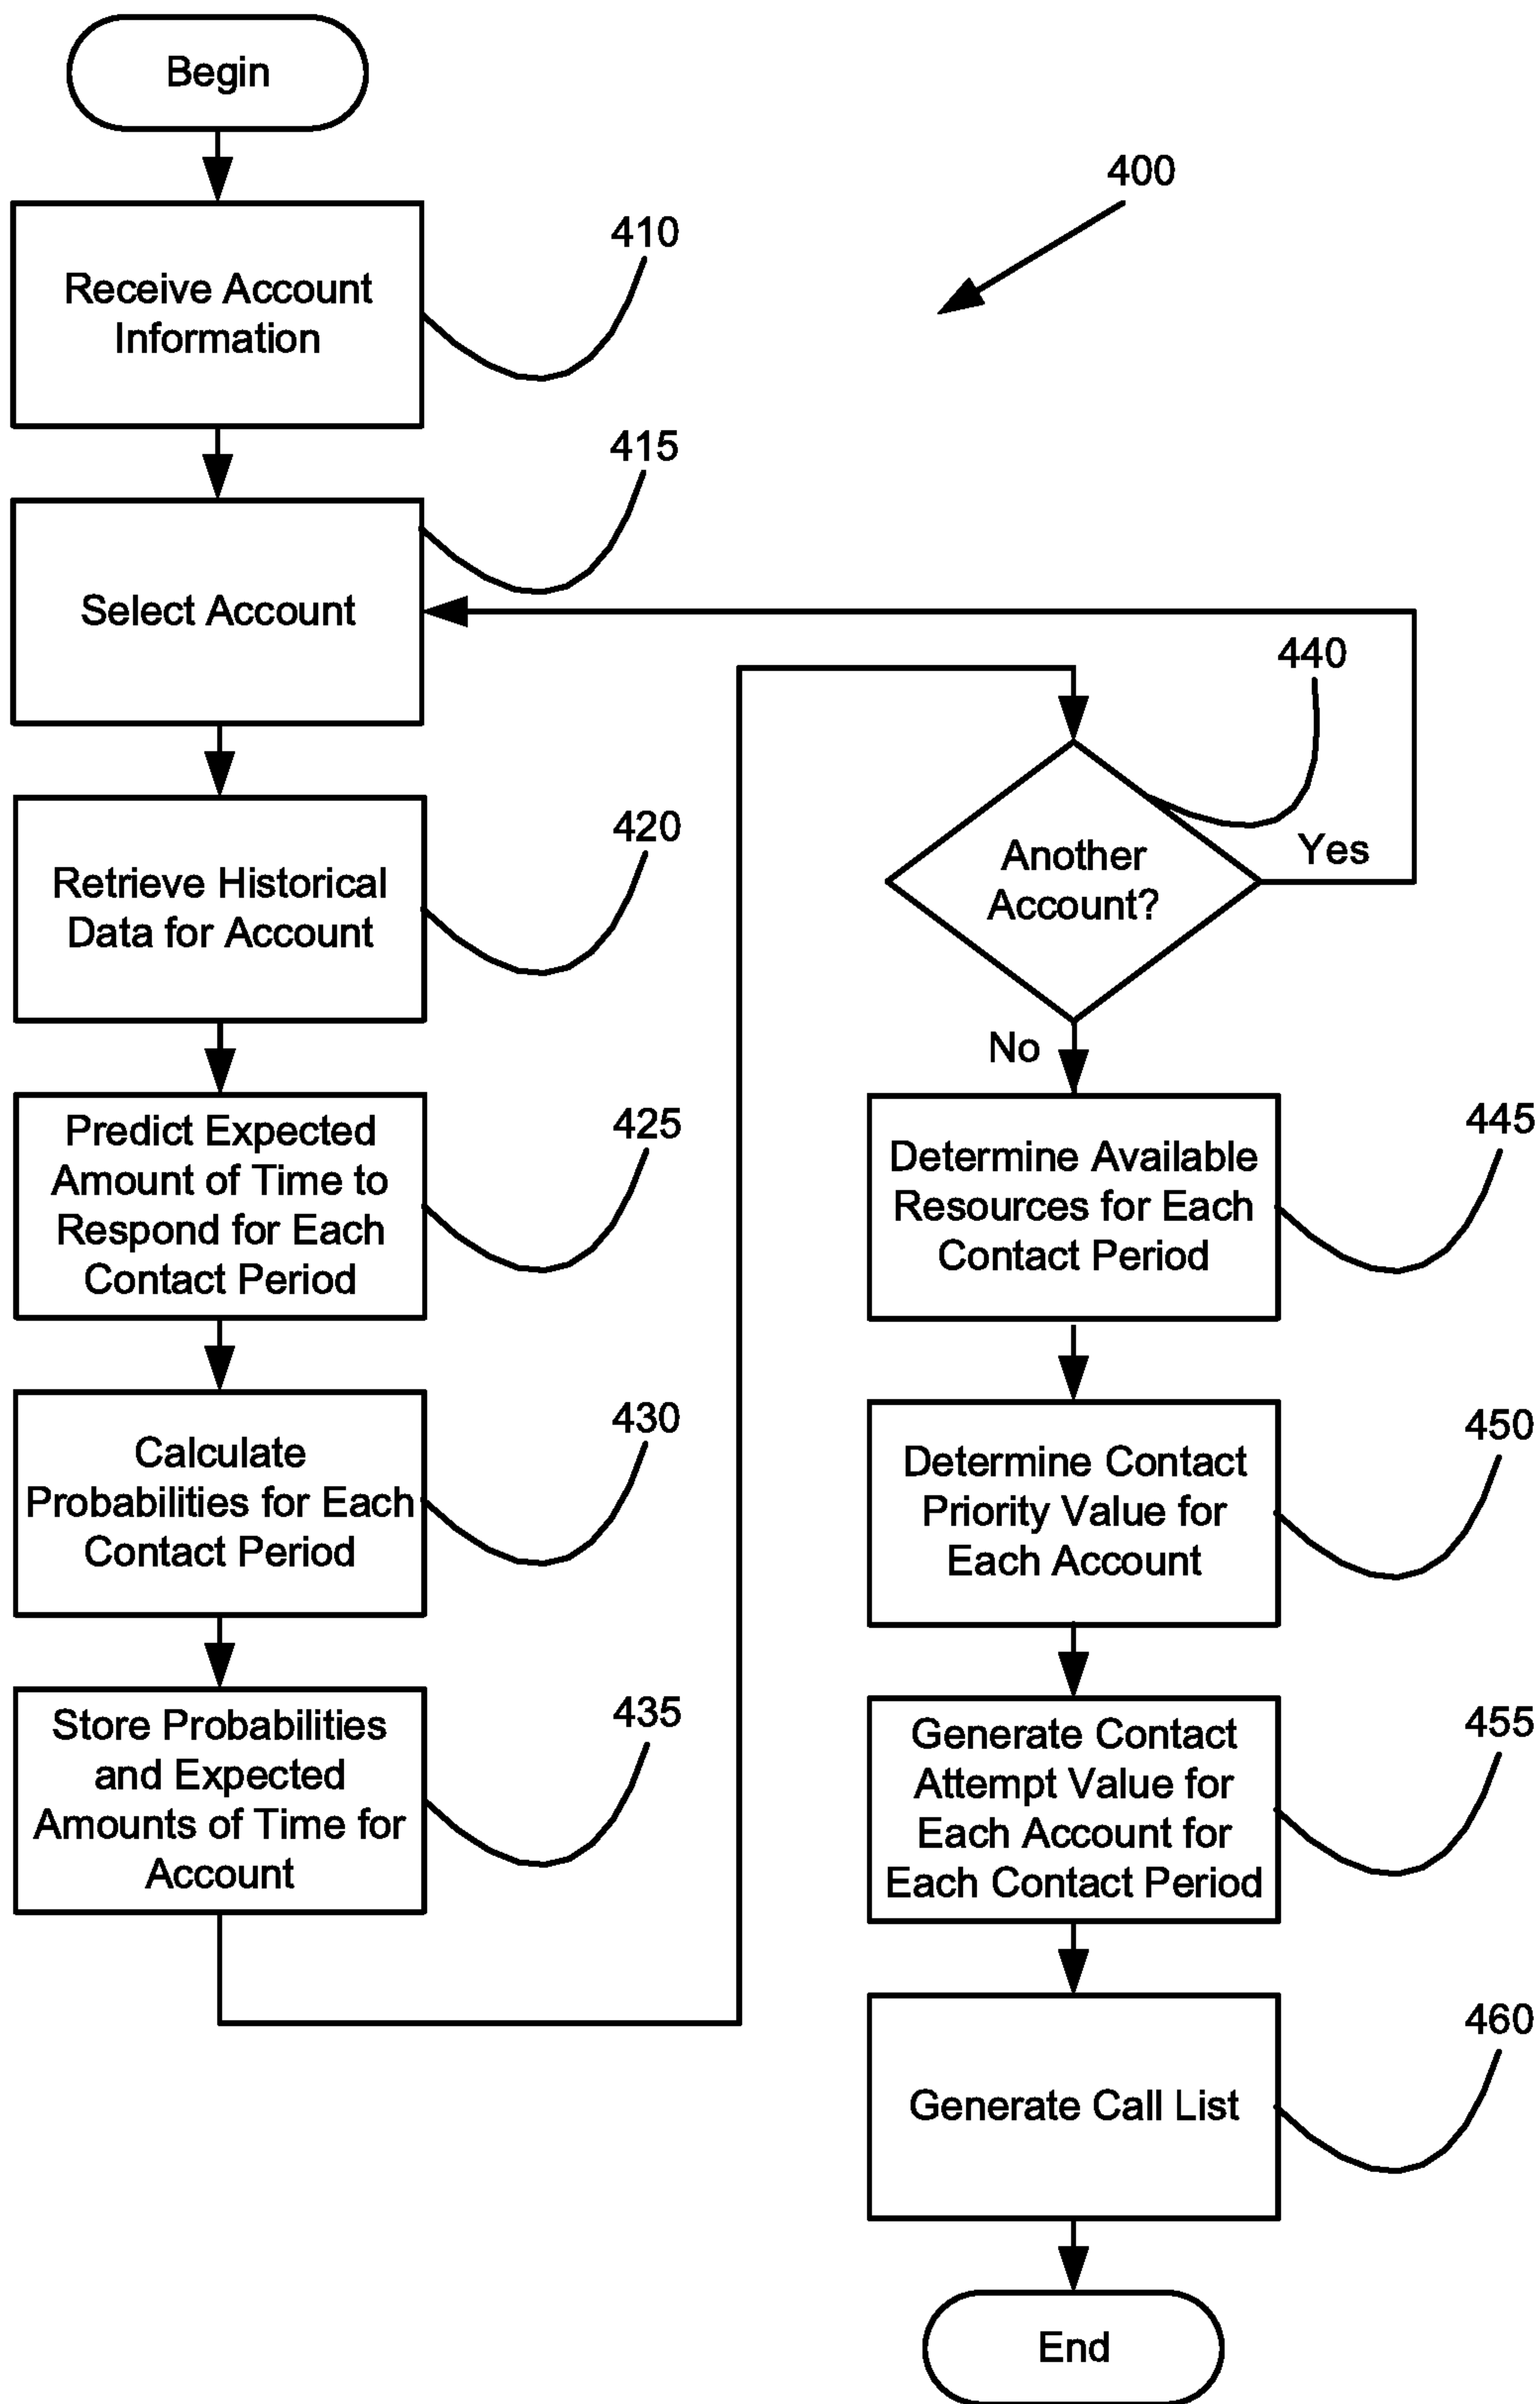 Begin
400
410
Receive Account
Information
415
Select Account
420
Retrieve Historical
Data for Account
425
Predict Expected
Amount of Time to
Respond for Each
Contact Period
430
Calculate
Probabilities for Each
Contact Period
435
Store Probabilities
and Expected
Amounts of Time for
Account
440
Another
Account?
Yes
No
445
Determine Available
Resources for Each
Contact Period
450
Determine Contact
Priority Value for
Each Account
455
Generate Contact
Attempt Value for
Each Account for
Each Contact Period
460
Generate Call List
End